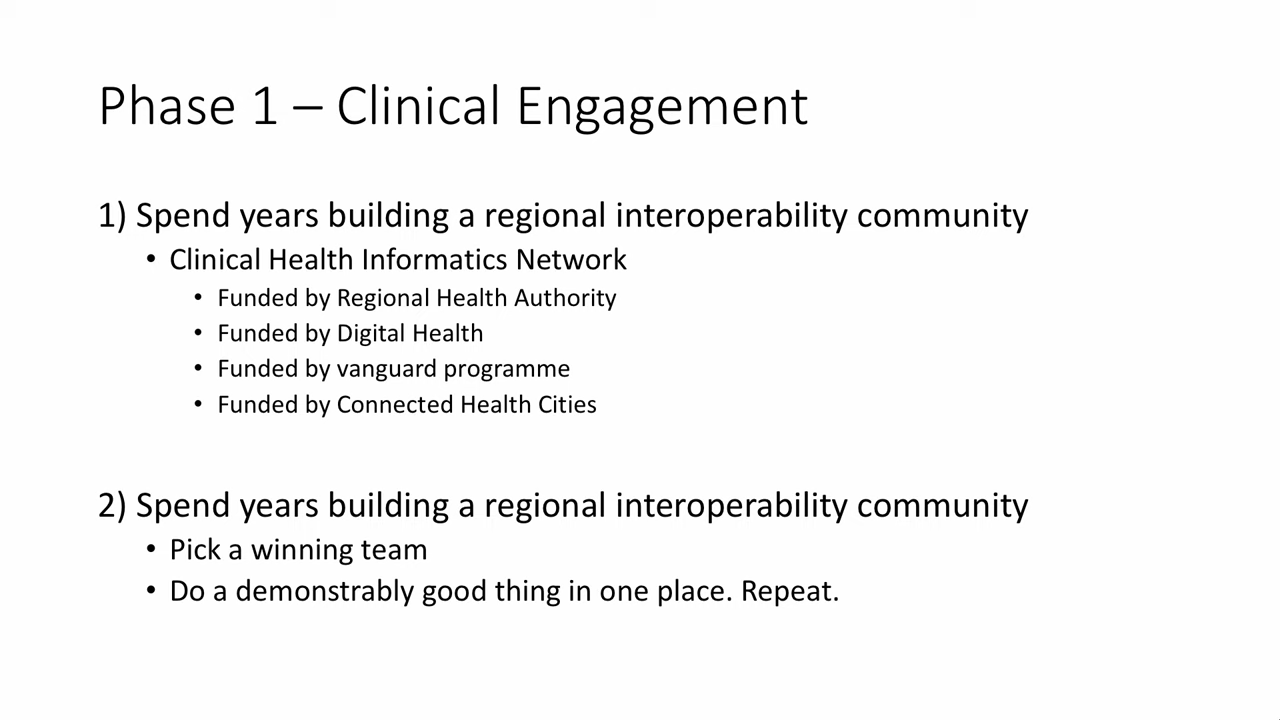 Phase 1 – Clinical Engagement
1) Spend years building a regional interoperability community
• Clinical Health Informatics Network
• Funded by Regional Health Authority
• Funded by Digital Health
• Funded by vanguard programme
• Funded by Connected Health Cities
2) Spend years building a regional interoperability community
• Pick a winning team
• Do a demonstrably good thing in one place. Repeat.